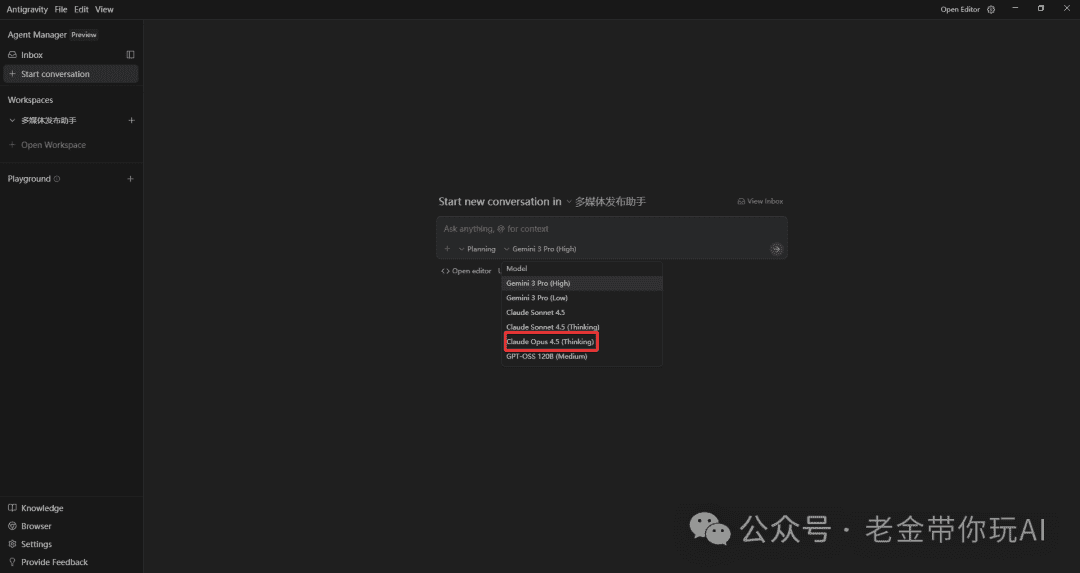 Antigravity File Edit View Open Editor
Agent Manager Preview
Inbox
Start conversation
Workspaces
多媒体发布助手
Open Workspace
Playground
Start new conversation in 多媒体发布助手 View Inbox
Ask anything, @ for context
Planning Gemini 3 Pro (High)
Open editor
Model
Gemini 3 Pro (High)
Gemini 3 Pro (Low)
Claude Sonnet 4.5
Claude Sonnet 4.5 (Thinking)
Claude Opus 4.5 (Thinking)
GPT-OSS 120B (Medium)
Knowledge
Browser
Settings
Provide Feedback
公众号 · 老金带你玩AI